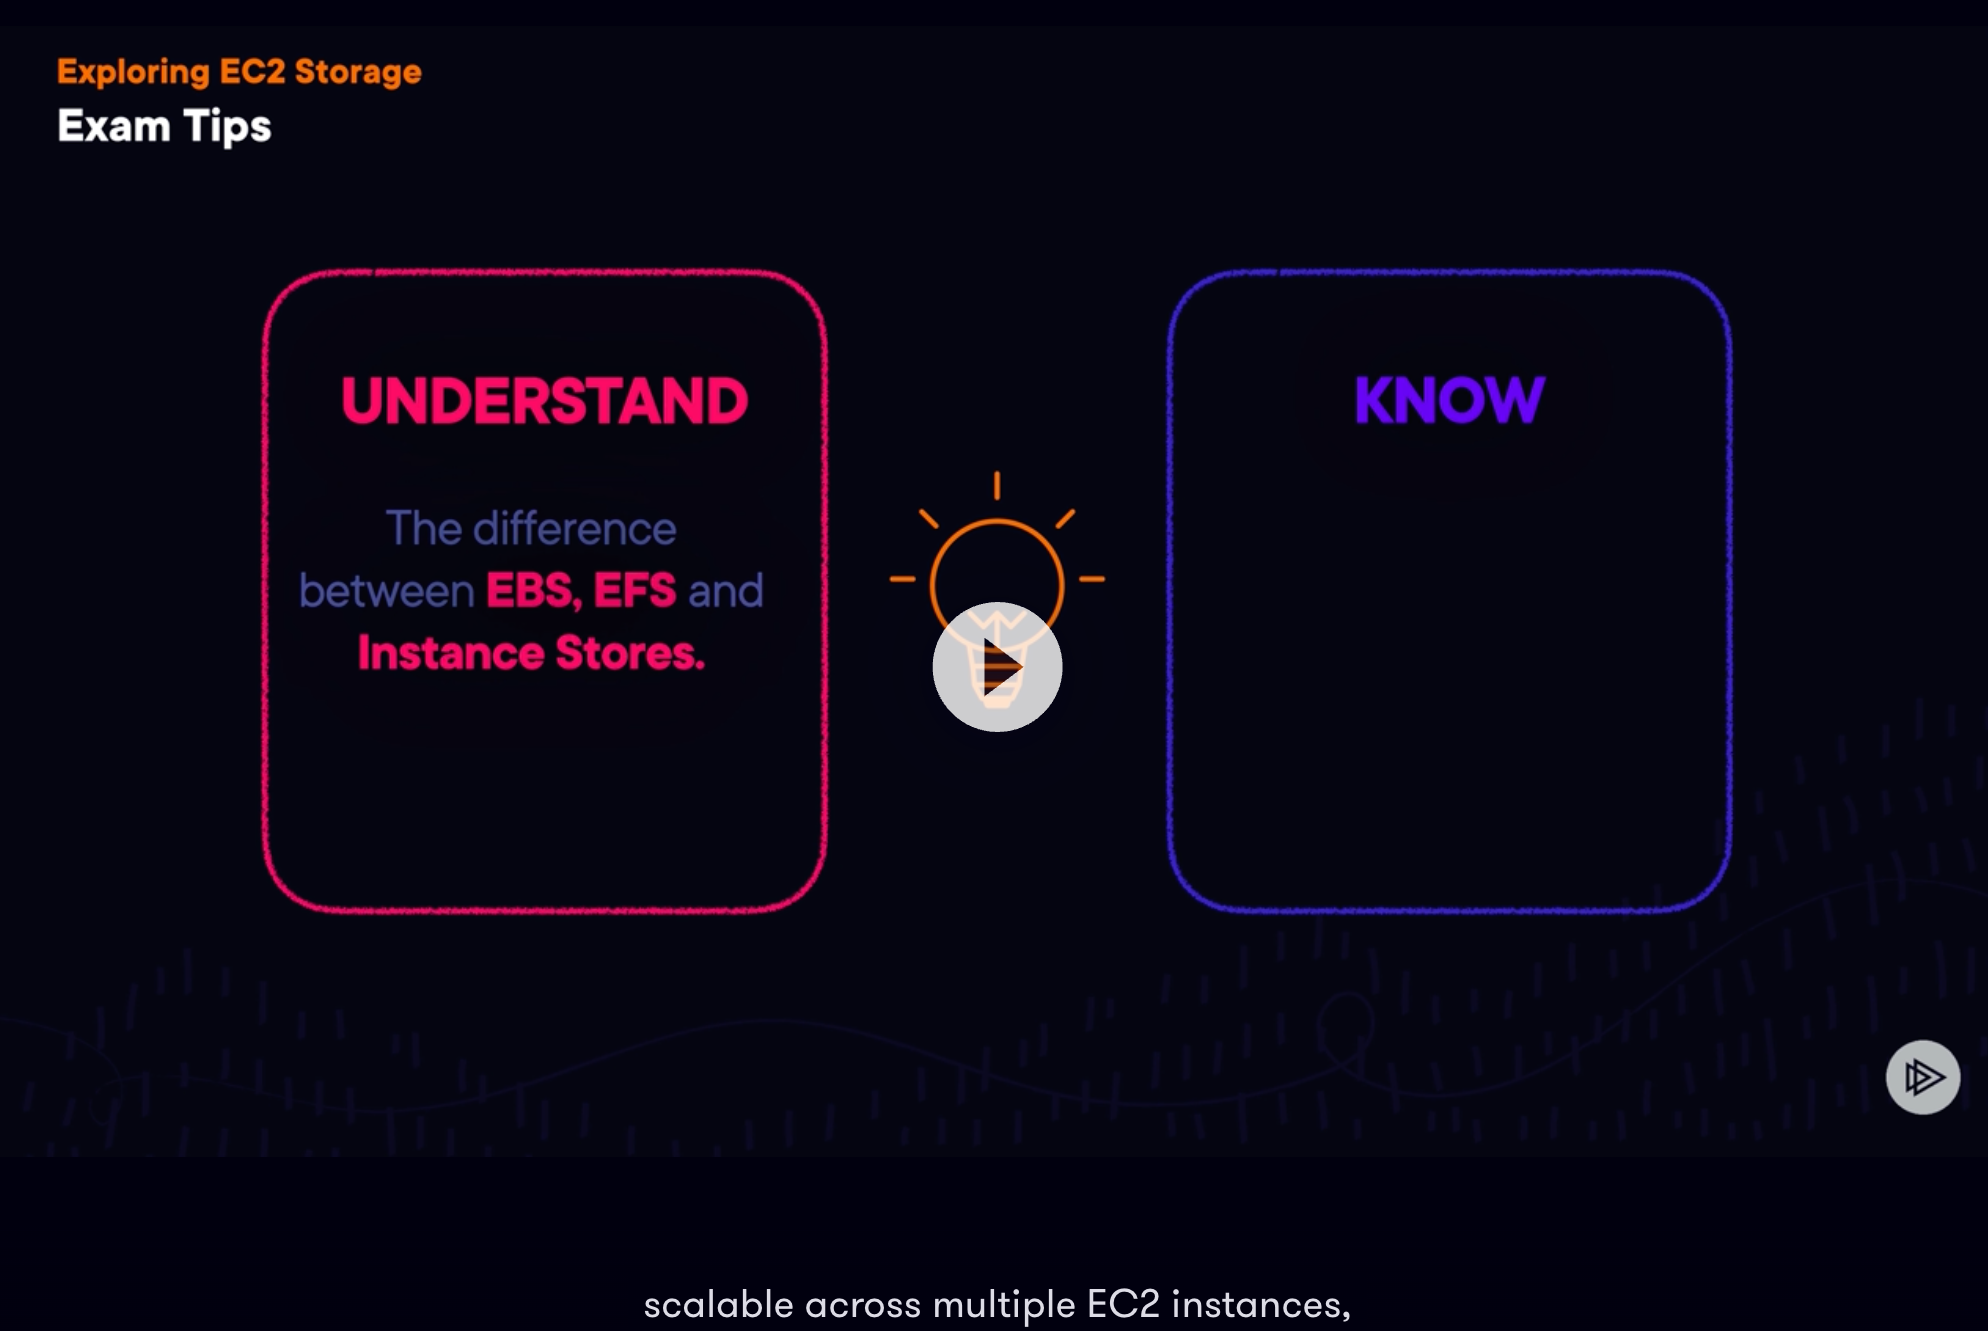 Exploring EC2 Storage
Exam Tips
UNDERSTAND
The difference
between EBS, EFS and
Instance Stores.
KNOW
scalable across multiple EC2 instances,